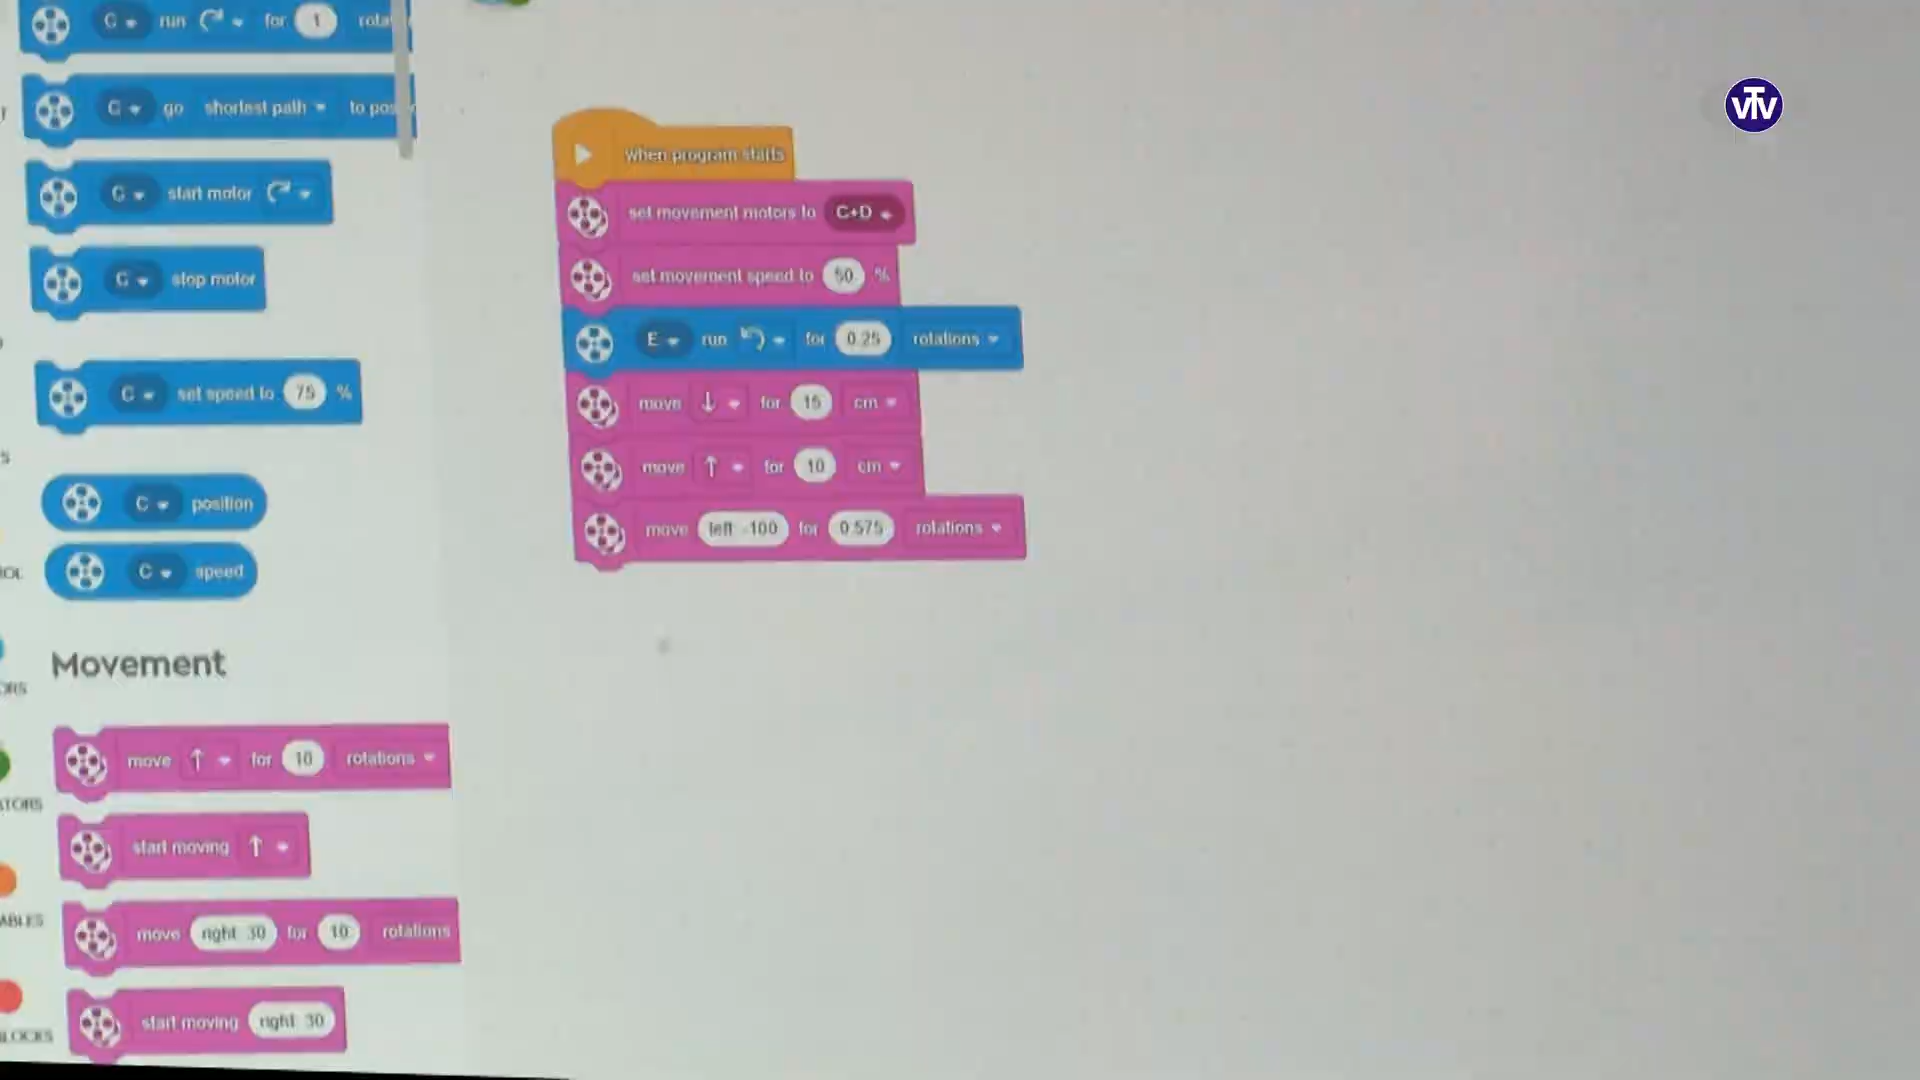 C run for 1
C go shortest path to pos
C start motor
C stop motor
C set speed to 75 %
C position
C speed
Movement
move for 10 rotations
start moving
move right: 30 for 10 rotations
start moving right: 30
when program starts
set movement motors to C+D
set movement speed to 50 %
E run for 0.25 rotations
move for 15 cm
move for 10 cm
move left: -100 for 0.575 rotations
VTV